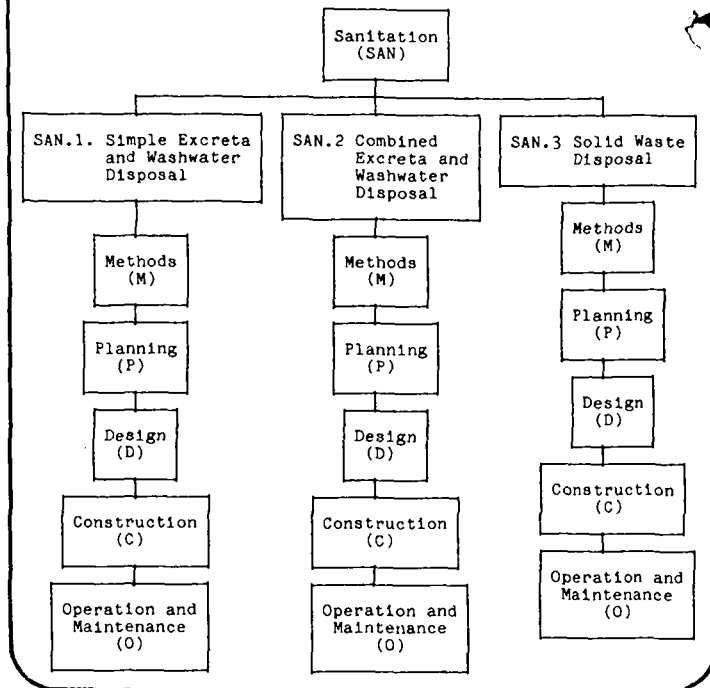 Sanitation
(SAN)
SAN.1. Simple Excreta
and Washwater
Disposal
Methods
(M)
Planning
(P)
Design
(D)
Construction
(C)
Operation and
Maintenance
(O)
SAN.2 Combined
Excreta and
Washwater
Disposal
Methods
(M)
Planning
(P)
Design
(D)
Construction
(C)
Operation and
Maintenance
(O)
SAN.3 Solid Waste
Disposal
Methods
(M)
Planning
(P)
Design
(D)
Construction
(C)
Operation and
Maintenance
(O)